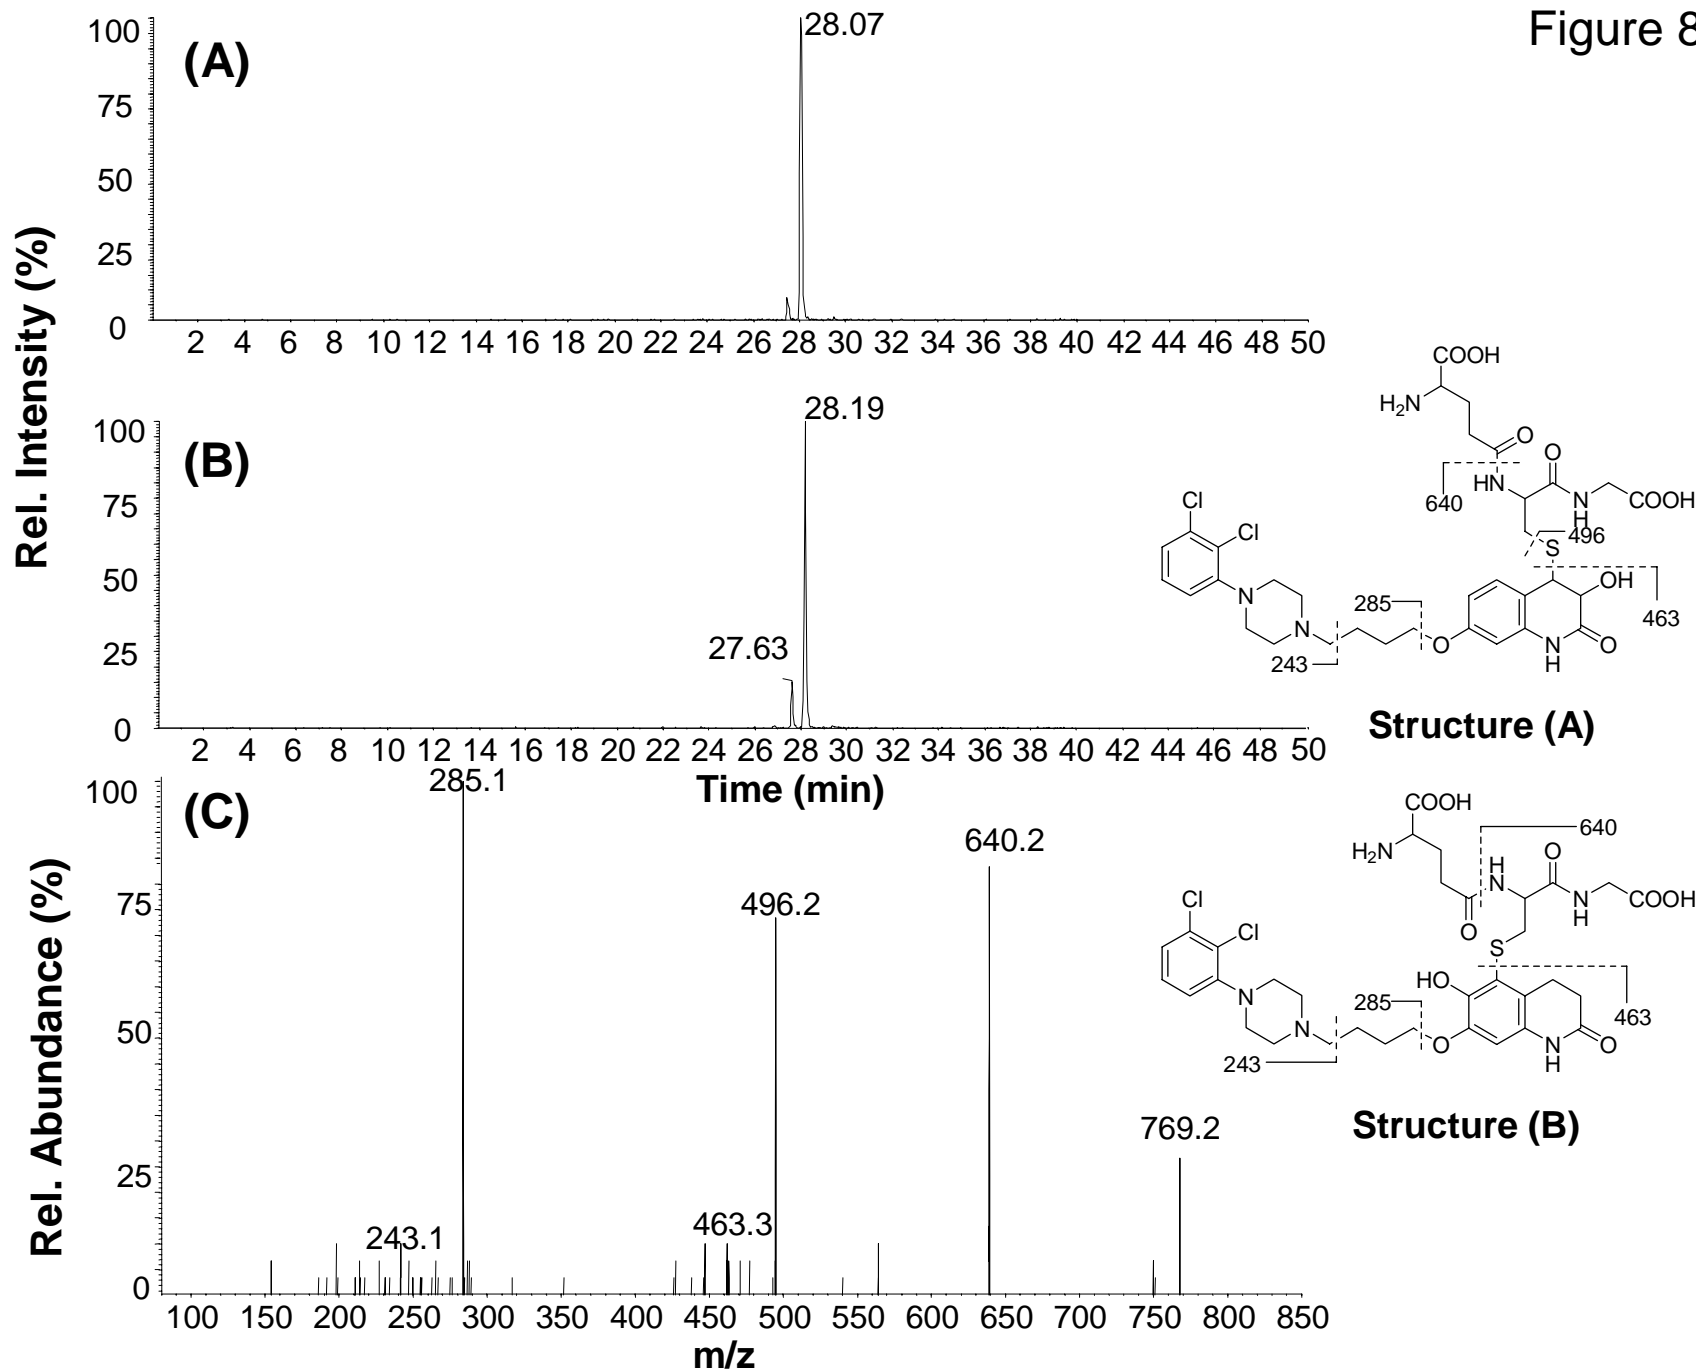 Figure 8
Rel. Intensity (%)
(A)
28.07
100
75
50
25
0
2 4 6 8 10 12 14 16 18 20 22 24 26 28 30 32 34 36 38 40 42 44 46 48 50
(B)
28.19
27.63
100
75
50
25
0
2 4 6 8 10 12 14 16 18 20 22 24 26 28 30 32 34 36 38 40 42 44 46 48 50
Time (min)
COOH
H2N
O
O
640
HN
N
H
COOH
496
S
Cl
Cl
OH
463
285
N
N
O
N
H
O
243
Structure (A)
Rel. Abundance (%)
(C)
285.1
640.2
496.2
769.2
463.3
243.1
100
75
50
25
0
100 150 200 250 300 350 400 450 500 550 600 650 700 750 800 850
m/z
COOH
640
H2N
H
N
O
N
H
COOH
O
S
Cl
Cl
HO
463
285
N
N
O
N
H
O
243
Structure (B)